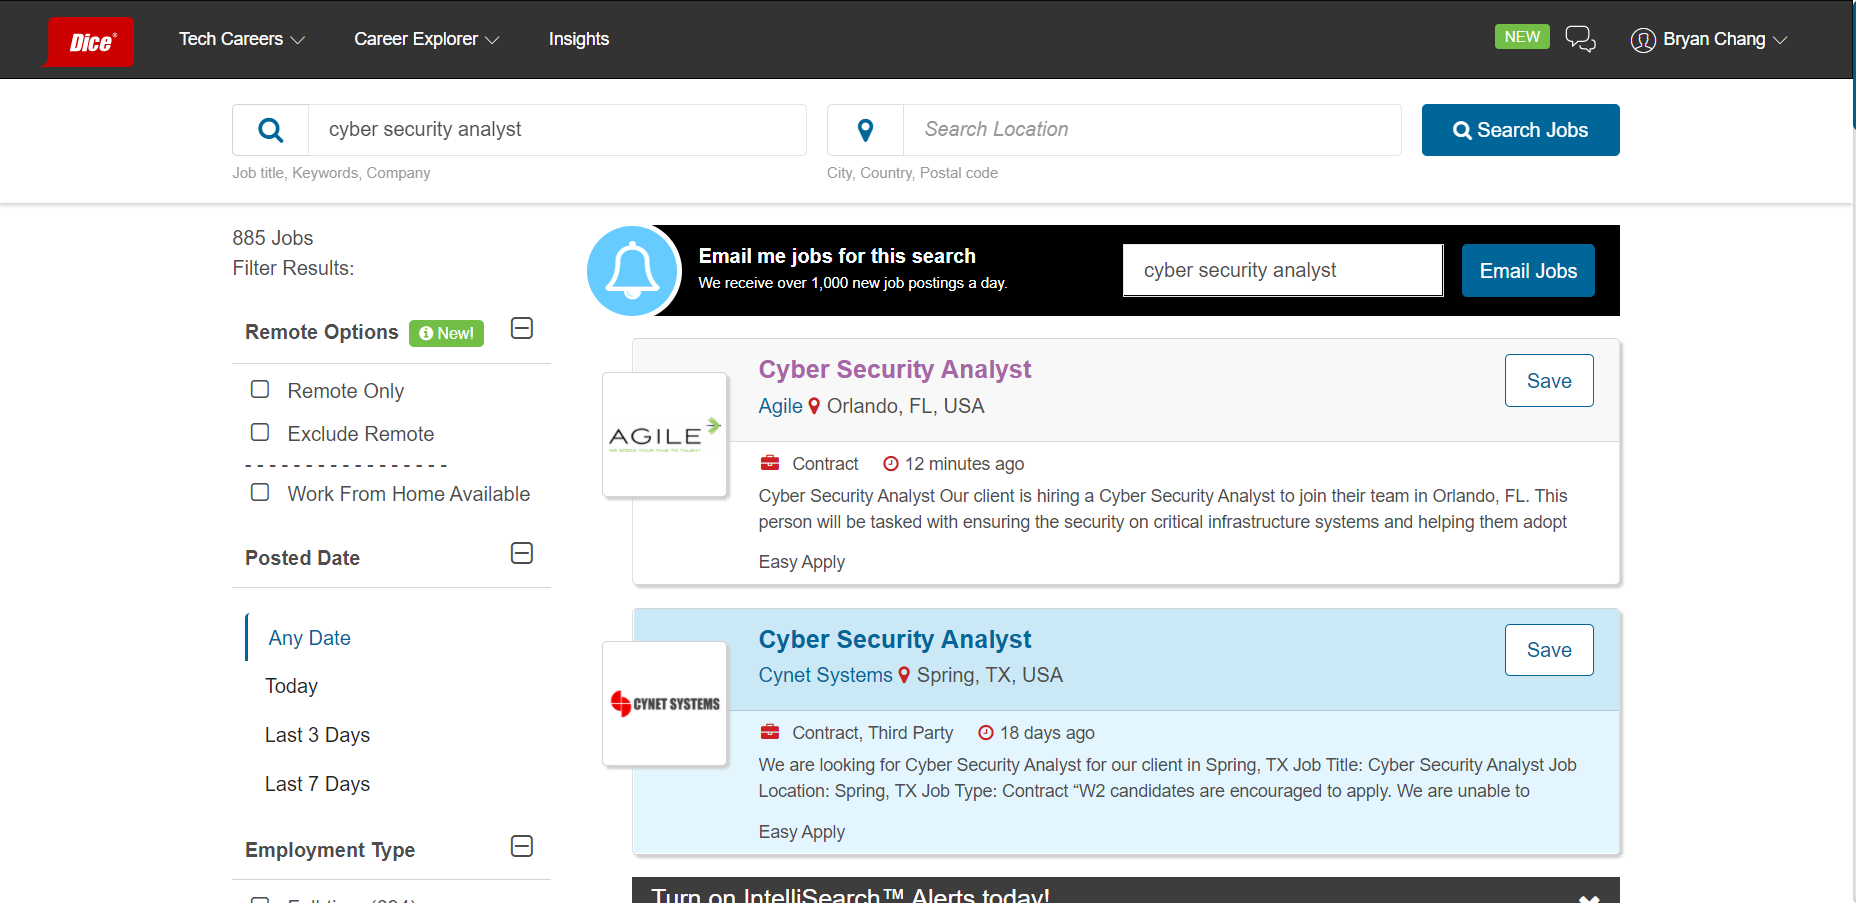 Dice
Tech Careers
Career Explorer
Insights
NEW
Bryan Chang
cyber security analyst
Search Location
Search Jobs
Job title, Keywords, Company
City, Country, Postal code
885 Jobs
Filter Results:
Remote Options
New!
Remote Only
Exclude Remote
- - - - - - - - - - - - - - - - -
Work From Home Available
Posted Date
Any Date
Today
Last 3 Days
Last 7 Days
Employment Type
Email me jobs for this search
We receive over 1,000 new job postings a day.
cyber security analyst
Email Jobs
AGILE
WE SPEED YOUR TIME TO TALENT
Cyber Security Analyst
Save
Agile Orlando, FL, USA
Contract 12 minutes ago
Cyber Security Analyst Our client is hiring a Cyber Security Analyst to join their team in Orlando, FL. This
person will be tasked with ensuring the security on critical infrastructure systems and helping them adopt
Easy Apply
CYNET SYSTEMS
Cyber Security Analyst
Save
Cynet Systems Spring, TX, USA
Contract, Third Party 18 days ago
We are looking for Cyber Security Analyst for our client in Spring, TX Job Title: Cyber Security Analyst Job
Location: Spring, TX Job Type: Contract “W2 candidates are encouraged to apply. We are unable to
Easy Apply
Turn on IntelliSearch™ Alerts today!